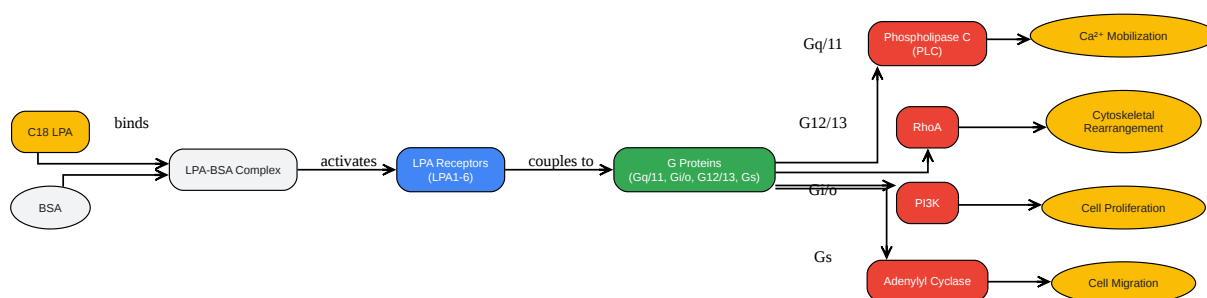 C18 LPA
BSA
binds
LPA-BSA Complex
activates
LPA Receptors
(LPA1-6)
couples to
G Proteins
(Gq/11, Gi/o, G12/13, Gs)
Gq/11
G12/13
Gi/o
Gs
Phospholipase C
(PLC)
RhoA
PI3K
Adenylyl Cyclase
Ca²⁺ Mobilization
Cytoskeletal
Rearrangement
Cell Proliferation
Cell Migration